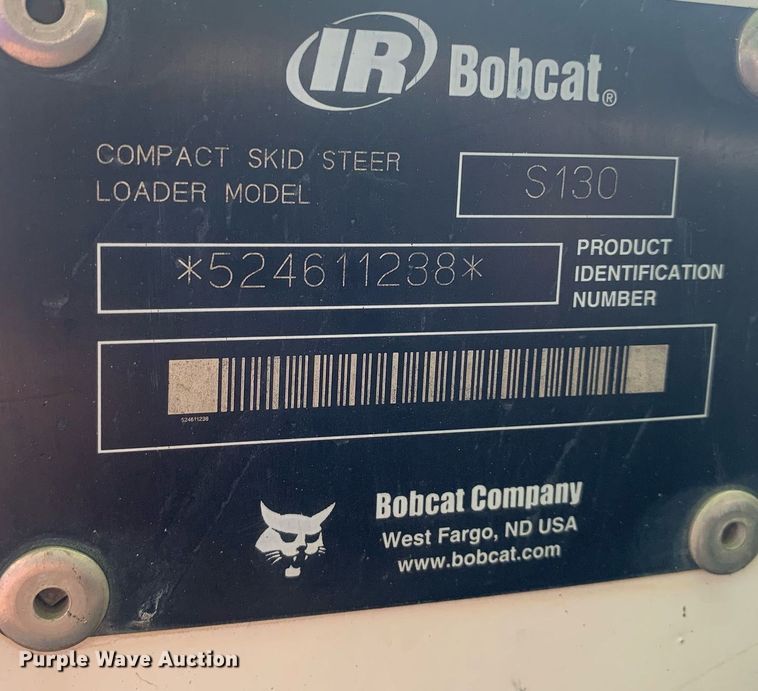 IR Bobcat®
COMPACT SKID STEER
LOADER MODEL
S130
*524611238*
PRODUCT
IDENTIFICATION
NUMBER
524611238
Bobcat Company
West Fargo, ND USA
www.bobcat.com
Purple Wave Auction